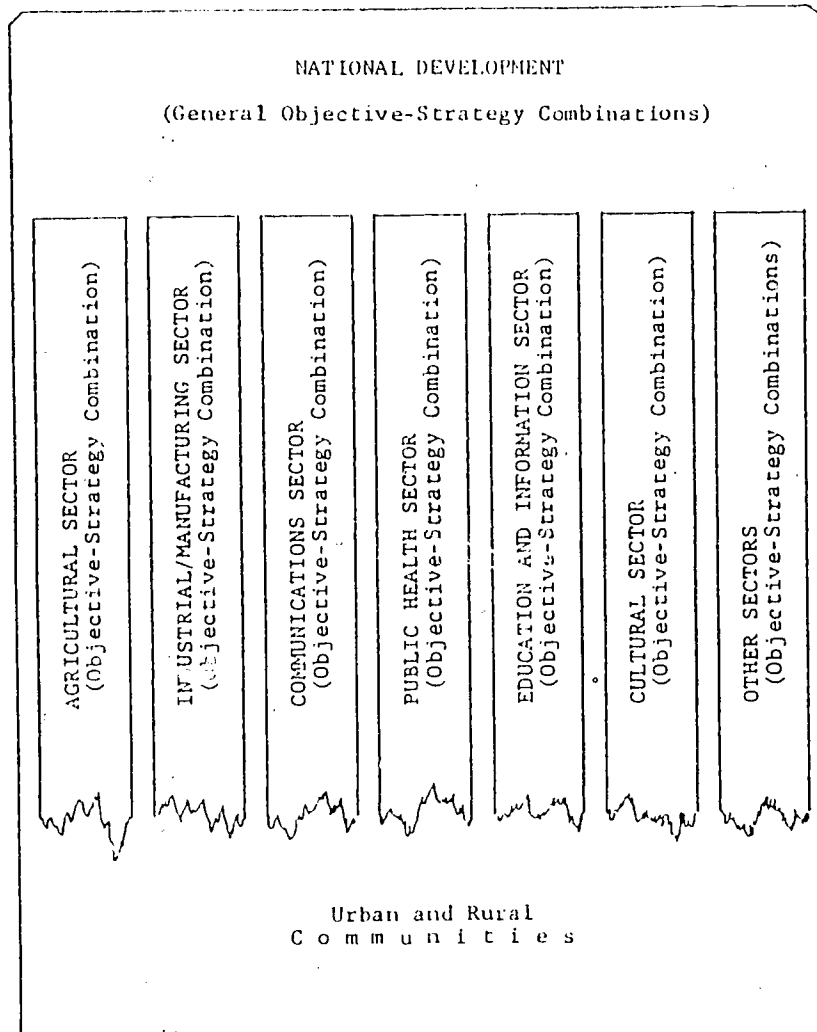 NATIONAL DEVELOPMENT
(General Objective-Strategy Combinations)
AGRICULTURAL SECTOR
(Objective-Strategy Combination)
INDUSTRIAL/MANUFACTURING SECTOR
(Objective-Strategy Combination)
COMMUNICATIONS SECTOR
(Objective-Strategy Combination)
PUBLIC HEALTH SECTOR
(Objective-Strategy Combination)
EDUCATION AND INFORMATION SECTOR
(Objective-Strategy Combination)
CULTURAL SECTOR
(Objective-Strategy Combination)
OTHER SECTORS
(Objective-Strategy Combinations)
Urban and Rural
Communities